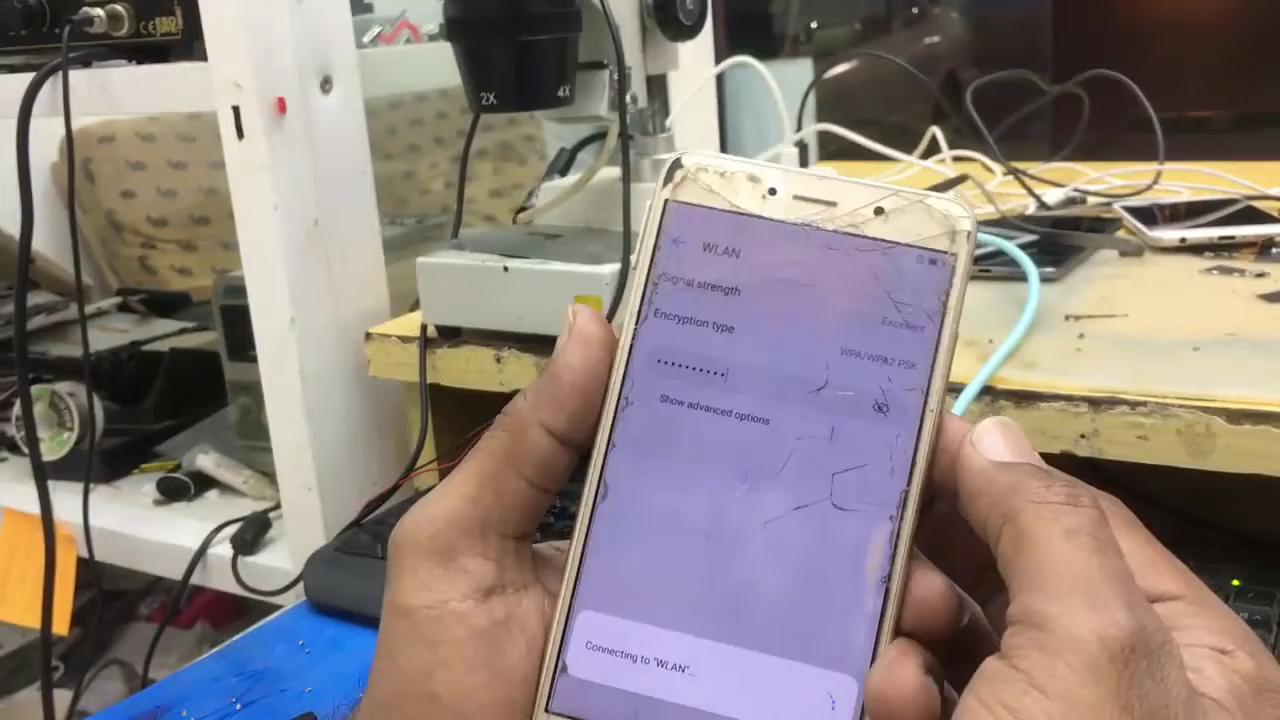 2X
4X
WLAN
Signal strength
Excellent
Encryption type
WPA/WPA2 PSK
••••••••••
Show advanced options
Connecting to "WLAN"...